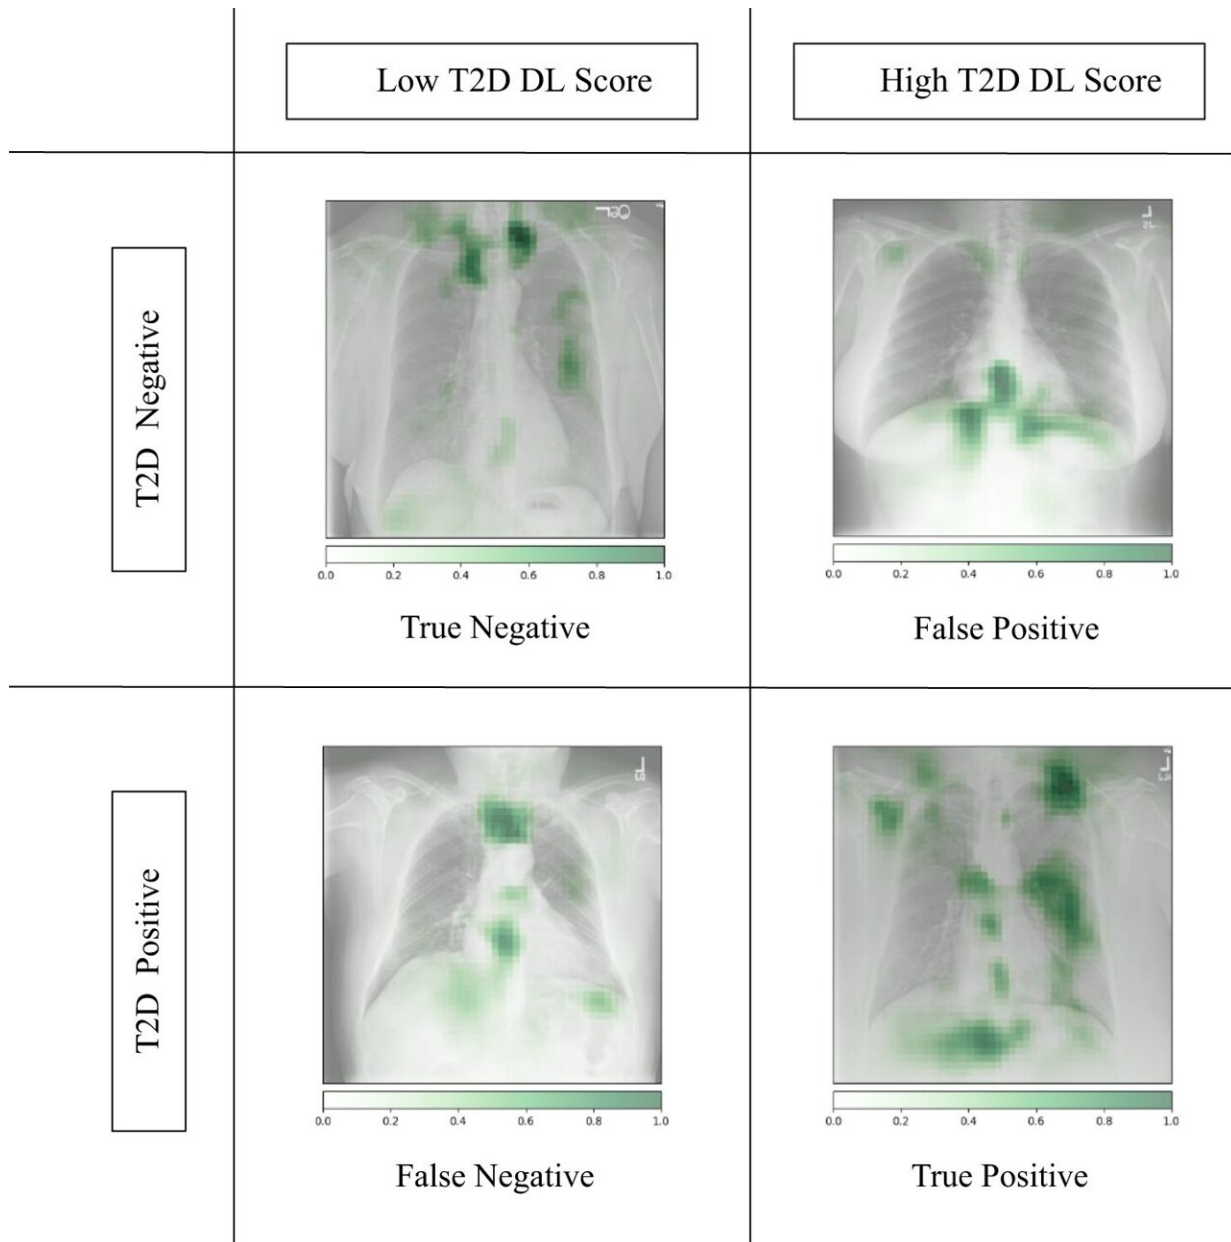 Low T2D DL Score
High T2D DL Score
T2D Negative
0.0 0.2 0.4 0.6 0.8 1.0
0.0 0.2 0.4 0.6 0.8 1.0
True Negative
False Positive
T2D Positive
0.0 0.2 0.4 0.6 0.8 1.0
0.0 0.2 0.4 0.6 0.8 1.0
False Negative
True Positive